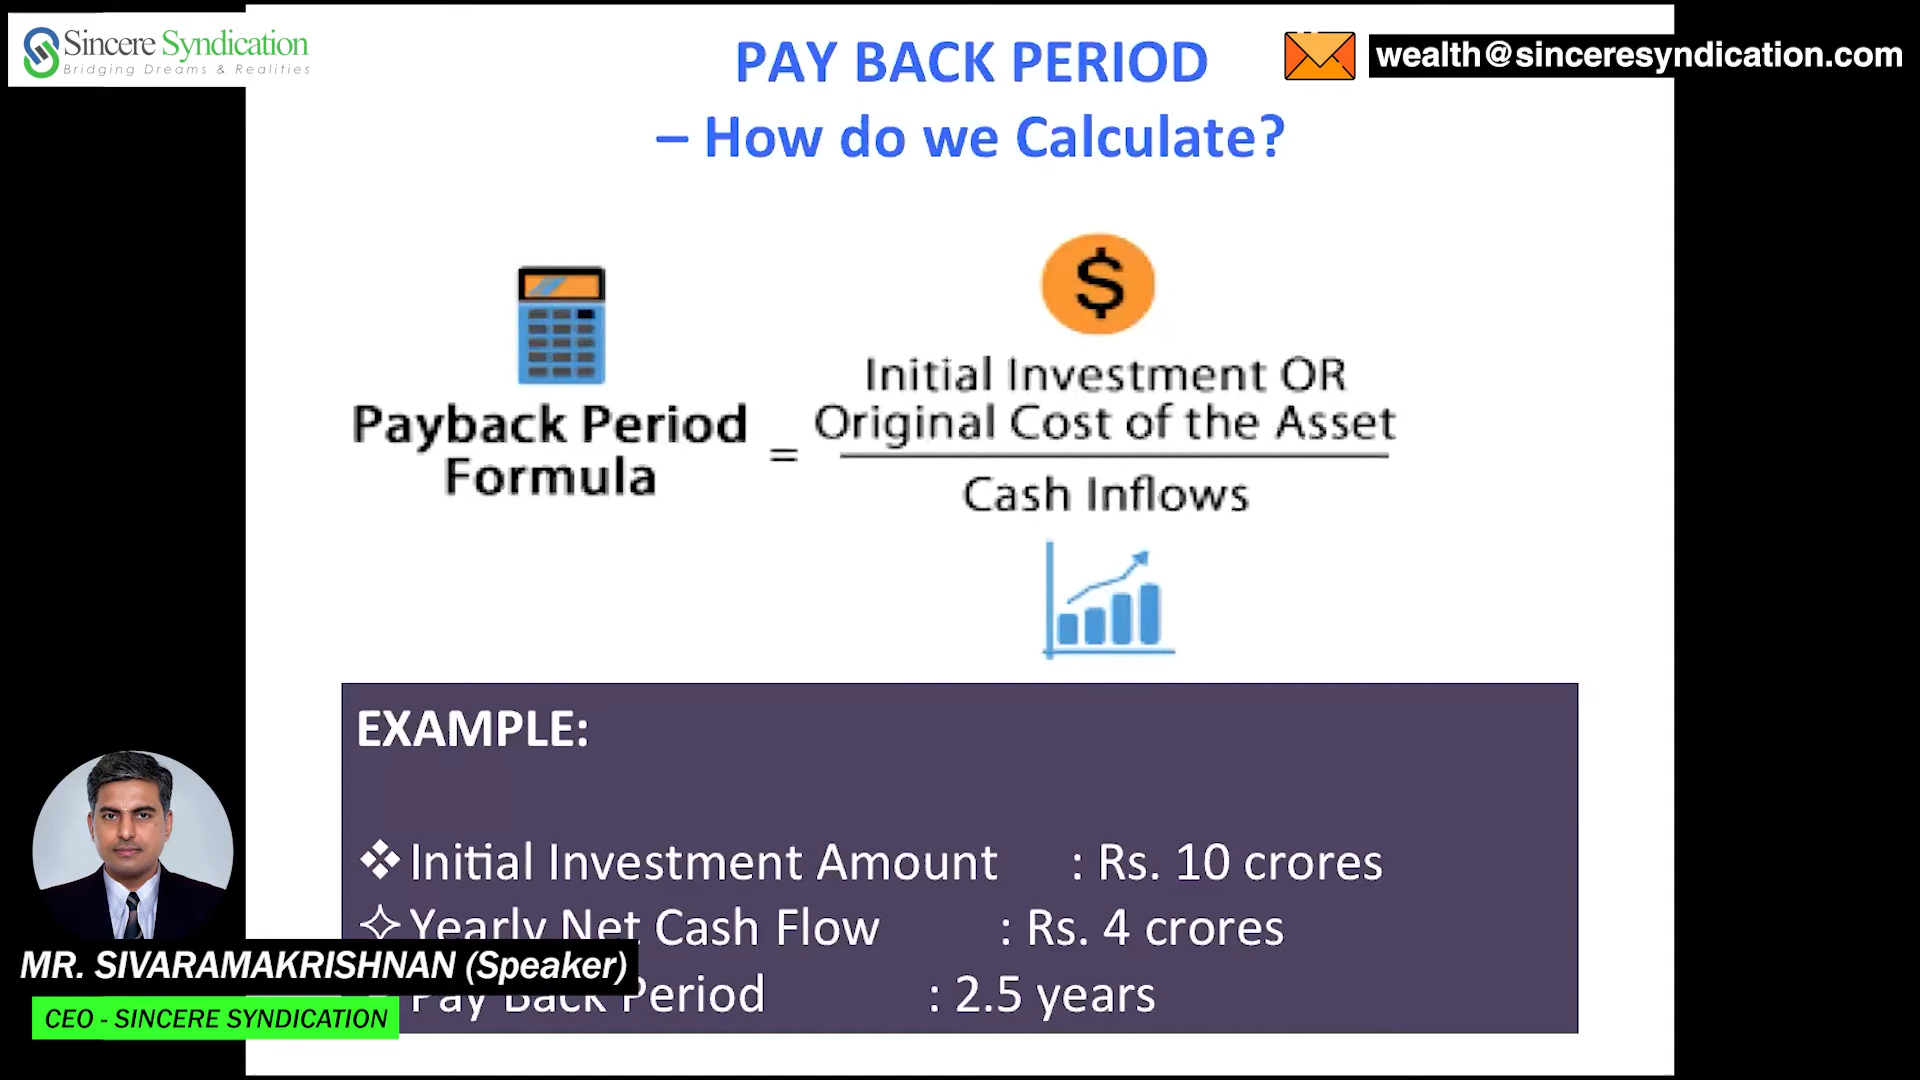 Sincere Syndication
Bridging Dreams & Realities
PAY BACK PERIOD
– How do we Calculate?
wealth@sinceresyndication.com
$
Initial Investment OR
Original Cost of the Asset
Payback Period
Formula
=
Cash Inflows
EXAMPLE:
❖Initial Investment Amount : Rs. 10 crores
✧Yearly Net Cash Flow : Rs. 4 crores
MR. SIVARAMAKRISHNAN (Speaker)
Pay Back Period : 2.5 years
CEO - SINCERE SYNDICATION